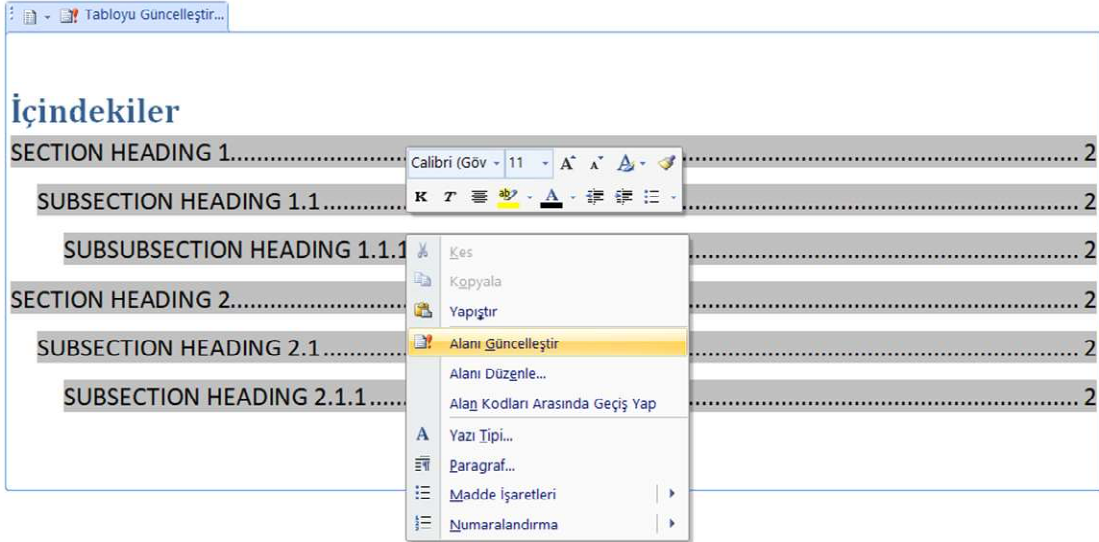 Tabloyu Güncelleştir...
İçindekiler
SECTION HEADING 1.......................... 2
Calibri (Göv 11 A A A
SUBSECTION HEADING 1.1.......................... 2
K T ab A
SUBSUBSECTION HEADING 1.1.1.......................... 2
Kes
Kopyala
SECTION HEADING 2.......................... 2
Yapıştır
SUBSECTION HEADING 2.1.......................... 2
Alanı Güncelleştir
Alanı Düzenle...
SUBSECTION HEADING 2.1.1.......................... 2
Alan Kodları Arasında Geçiş Yap
A Yazı Tipi...
Paragraf...
Madde İşaretleri
Numaralandırma